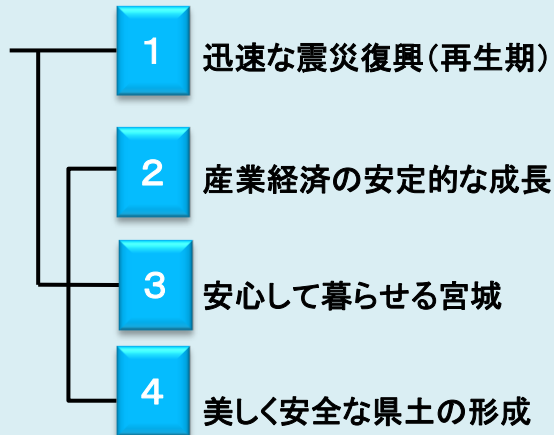 1 迅速な震災復興(再生期)
2 産業経済の安定的な成長
3 安心して暮らせる宮城
4 美しく安全な県土の形成